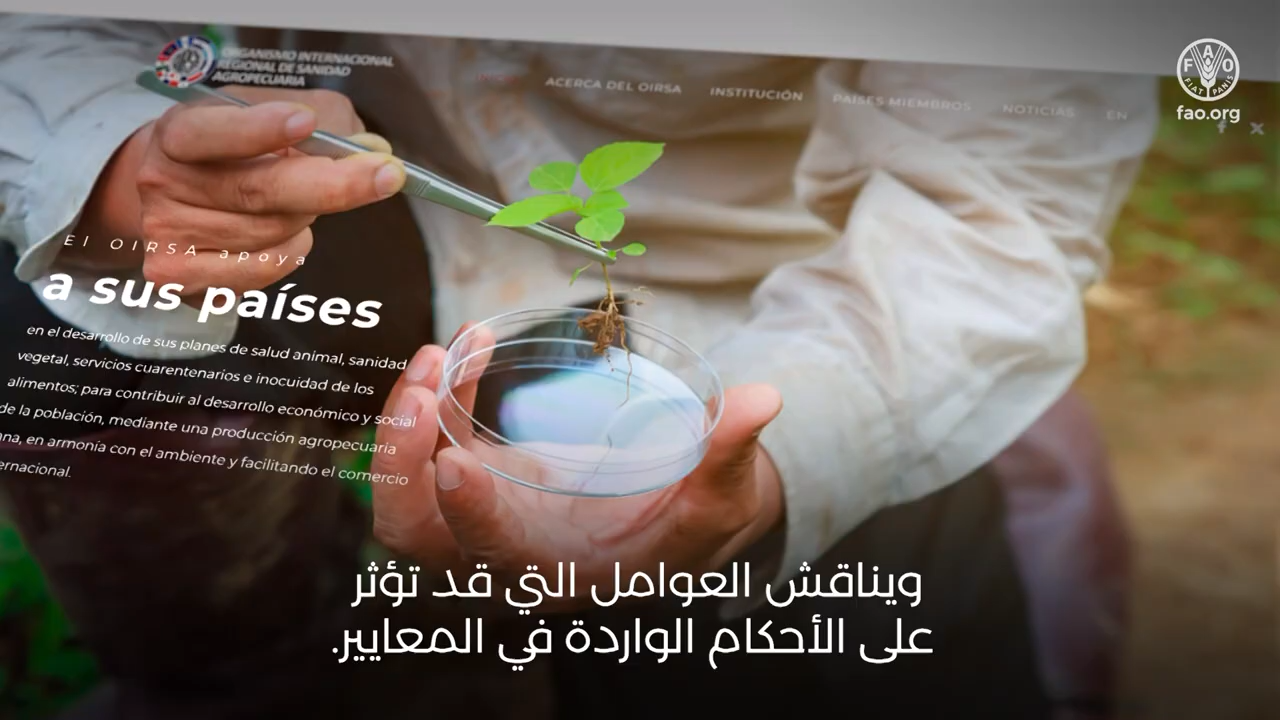 ORGANISMO INTERNACIONAL
REGIONAL DE SANIDAD
AGROPECUARIA
INICIO
ACERCA DEL OIRSA
INSTITUCIÓN
PAÍSES MIEMBROS
NOTICIAS
EN
FAO
FIAT PANIS
fao.org
El OIRSA apoya
a sus países
en el desarrollo de sus planes de salud animal, sanidad
vegetal, servicios cuarentenarios e inocuidad de los
alimentos; para contribuir al desarrollo económico y social
de la población, mediante una producción agropecuaria
en armonía con el ambiente y facilitando el comercio
ويناقش العوامل التي قد تؤثر
على الأحكام الواردة في المعايير.